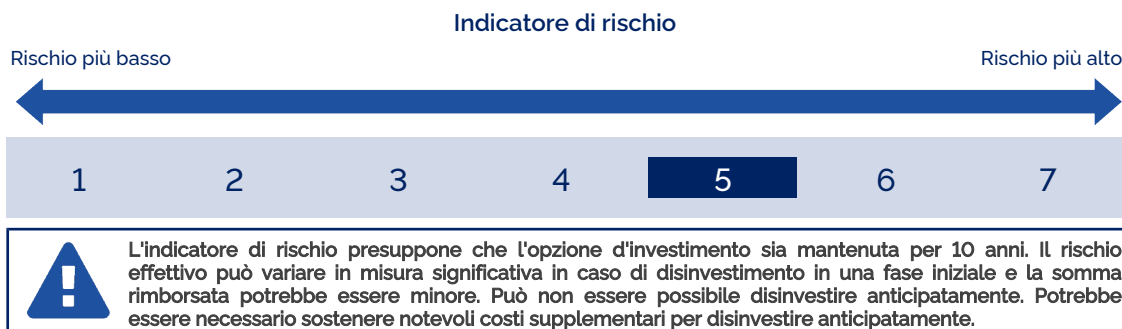 Indicatore di rischio
Rischio più basso Rischio più alto
1 2 3 4 5 6 7
L'indicatore di rischio presuppone che l'opzione d'investimento sia mantenuta per 10 anni. Il rischio
effettivo può variare in misura significativa in caso di disinvestimento in una fase iniziale e la somma
rimborsata potrebbe essere minore. Può non essere possibile disinvestire anticipatamente. Potrebbe
essere necessario sostenere notevoli costi supplementari per disinvestire anticipatamente.